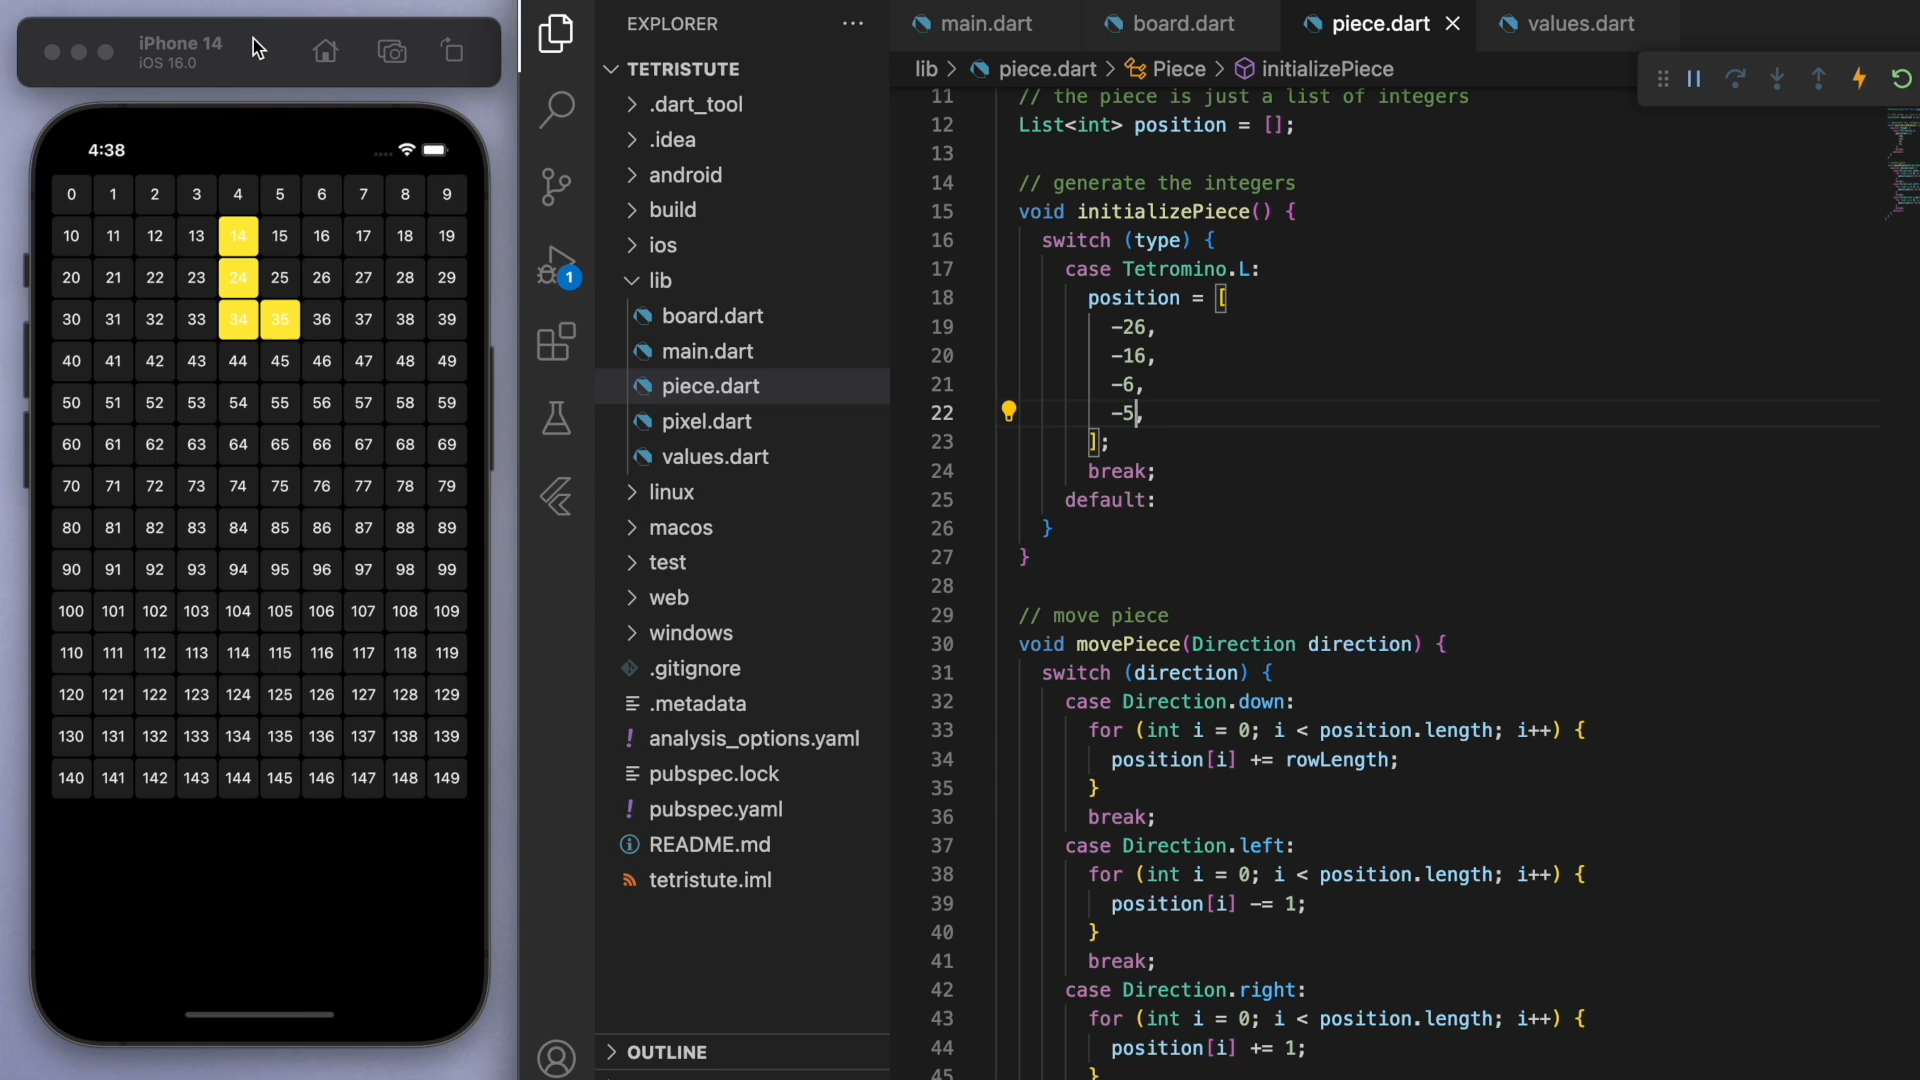 iPhone 14
iOS 16.0
4:38
0 1 2 3 4 5 6 7 8 9
10 11 12 13 14 15 16 17 18 19
20 21 22 23 24 25 26 27 28 29
30 31 32 33 34 35 36 37 38 39
40 41 42 43 44 45 46 47 48 49
50 51 52 53 54 55 56 57 58 59
60 61 62 63 64 65 66 67 68 69
70 71 72 73 74 75 76 77 78 79
80 81 82 83 84 85 86 87 88 89
90 91 92 93 94 95 96 97 98 99
100 101 102 103 104 105 106 107 108 109
110 111 112 113 114 115 116 117 118 119
120 121 122 123 124 125 126 127 128 129
130 131 132 133 134 135 136 137 138 139
140 141 142 143 144 145 146 147 148 149
1
EXPLORER
TETRISTUTE
.dart_tool
.idea
android
build
ios
lib
board.dart
main.dart
piece.dart
pixel.dart
values.dart
linux
macos
test
web
windows
.gitignore
.metadata
! analysis_options.yaml
pubspec.lock
! pubspec.yaml
README.md
tetristute.iml
OUTLINE
main.dart board.dart piece.dart values.dart
lib > piece.dart > Piece > initializePiece
11 // the piece is just a list of integers
12 List<int> position = [];
13
14 // generate the integers
15 void initializePiece() {
16 switch (type) {
17 case Tetromino.L:
18 position = [
19 -26,
20 -16,
21 -6,
22 -5,
23 ];
24 break;
25 default:
26 }
27 }
28
29 // move piece
30 void movePiece(Direction direction) {
31 switch (direction) {
32 case Direction.down:
33 for (int i = 0; i < position.length; i++) {
34 position[i] += rowLength;
35 }
36 break;
37 case Direction.left:
38 for (int i = 0; i < position.length; i++) {
39 position[i] -= 1;
40 }
41 break;
42 case Direction.right:
43 for (int i = 0; i < position.length; i++) {
44 position[i] += 1;
45 }